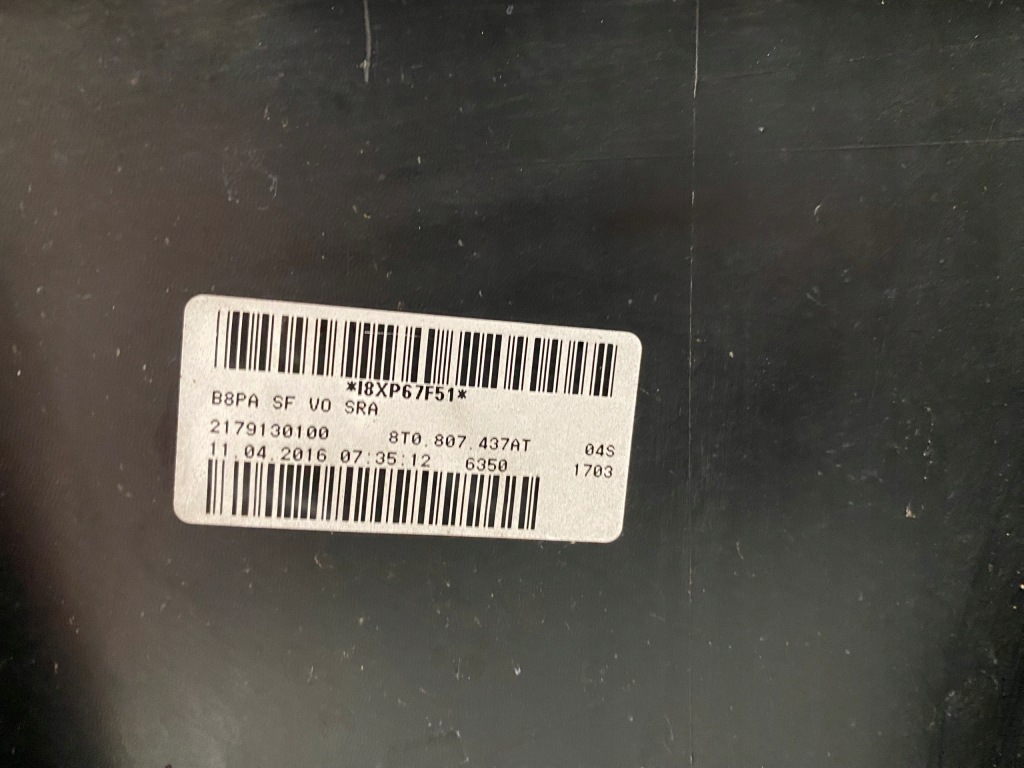 *I8XP67F51*
B8PA SF VO SRA
2179130100 8T0.807.437AT 04S
11.04.2016 07:35:12 6350 1703